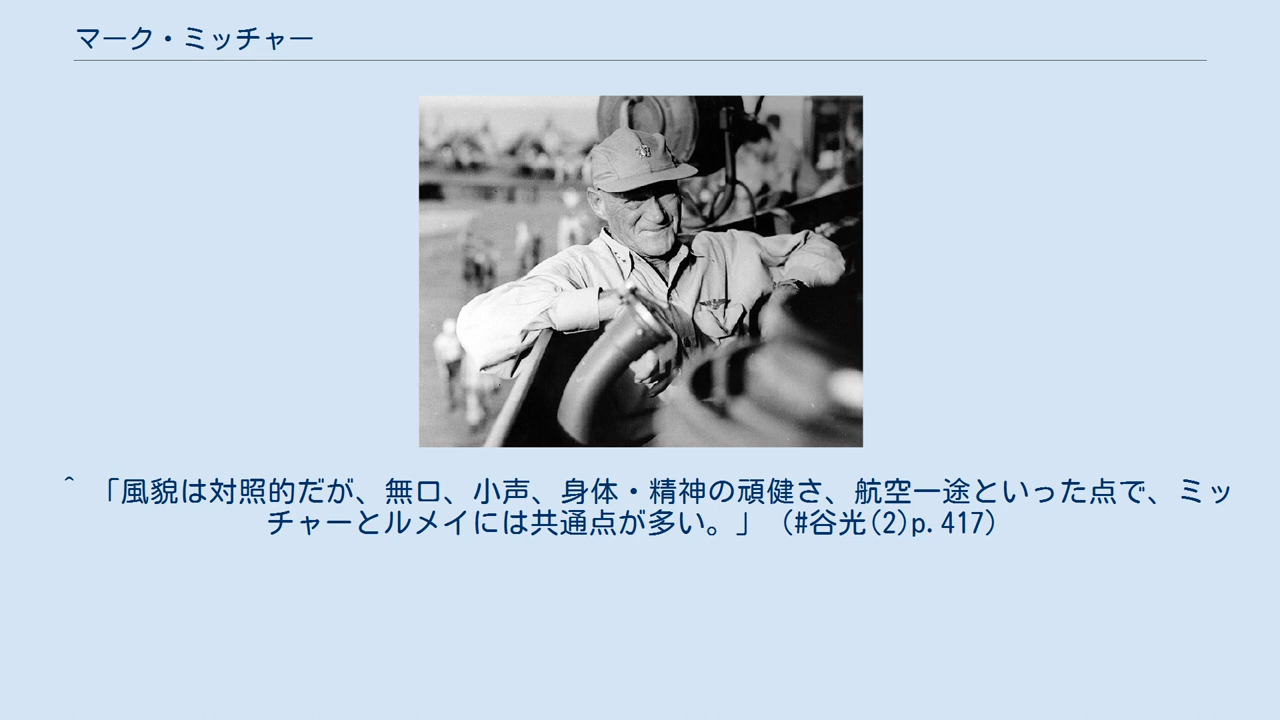 マーク・ミッチャー
^ 「風貌は対照的だが、無口、小声、身体・精神の頑健さ、航空一途といった点で、ミッ
チャーとルメイには共通点が多い。」（#谷光(2)p.417）